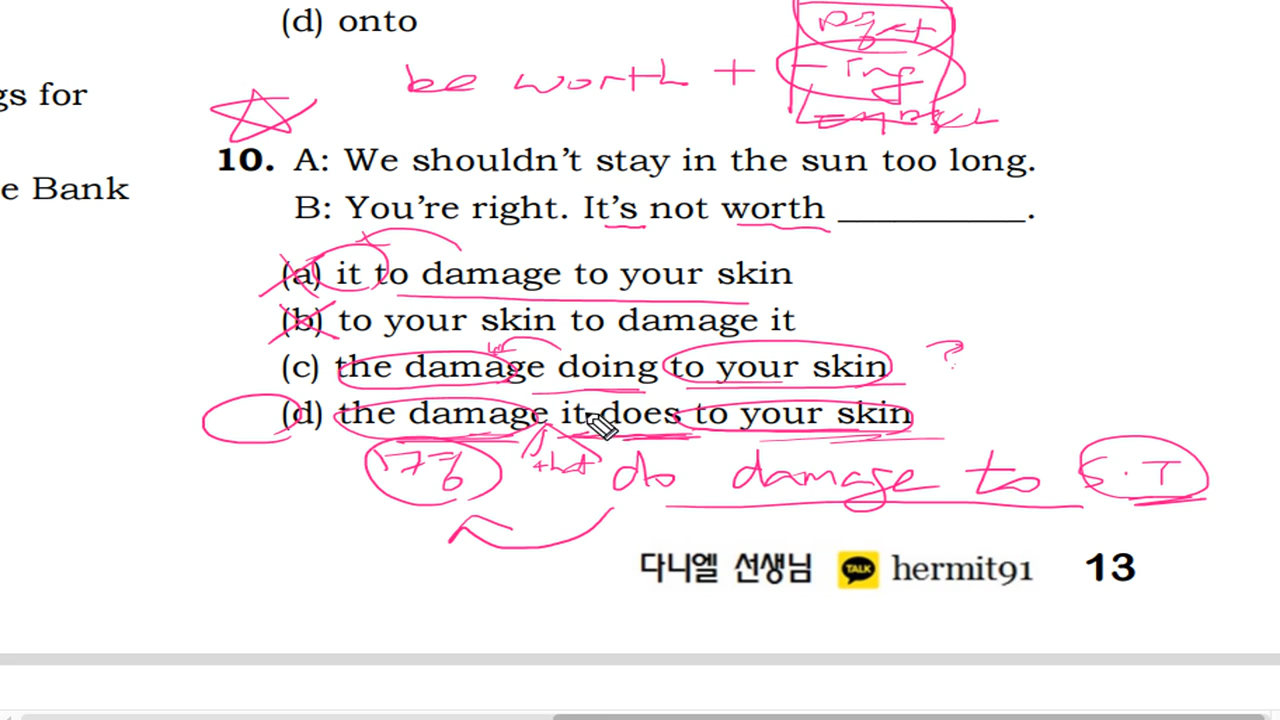 (d) onto
be worth + -ing
gs for
10. A: We shouldn't stay in the sun too long.
e Bank
B: You're right. It's not worth __________.
(a) it to damage to your skin
(b) to your skin to damage it
(c) the damage doing to your skin ?
(d) the damage it does to your skin
that do damage to S.T
다니엘 선생님 TALK hermit91 13